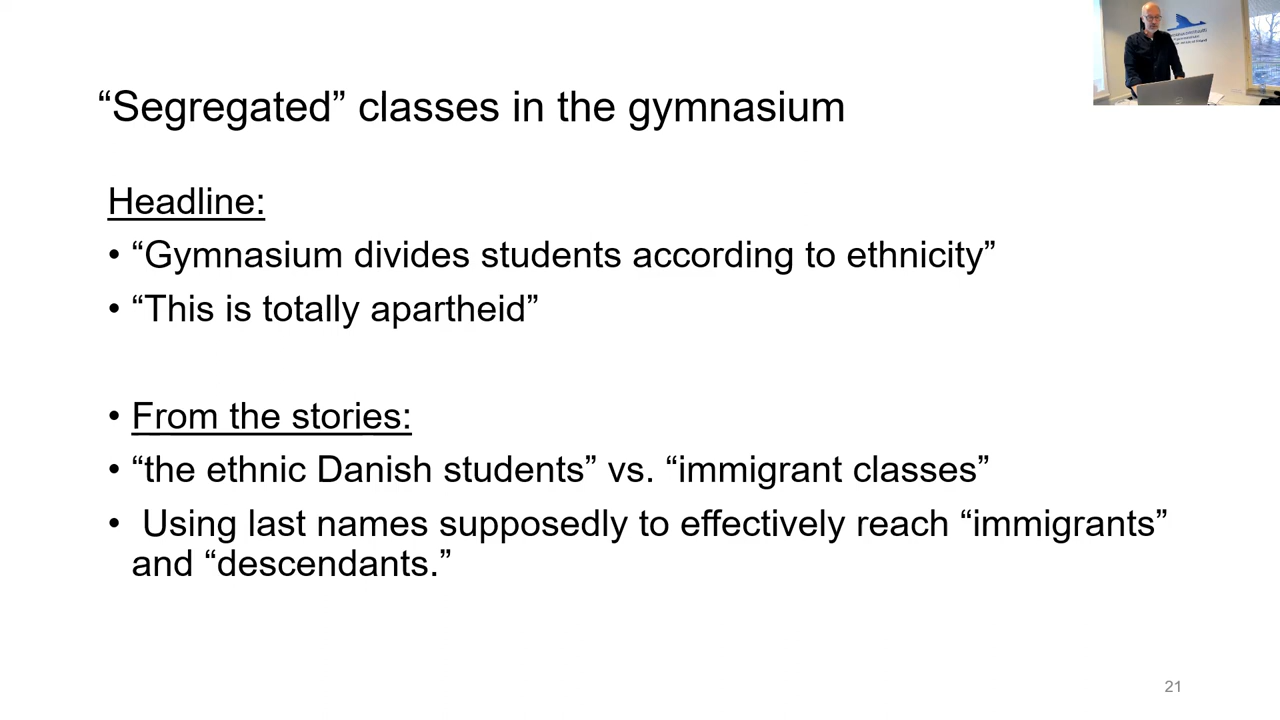 “Segregated” classes in the gymnasium
Headline:
• “Gymnasium divides students according to ethnicity”
• “This is totally apartheid”
• From the stories:
• “the ethnic Danish students” vs. “immigrant classes”
• Using last names supposedly to effectively reach “immigrants”
and “descendants.”
21